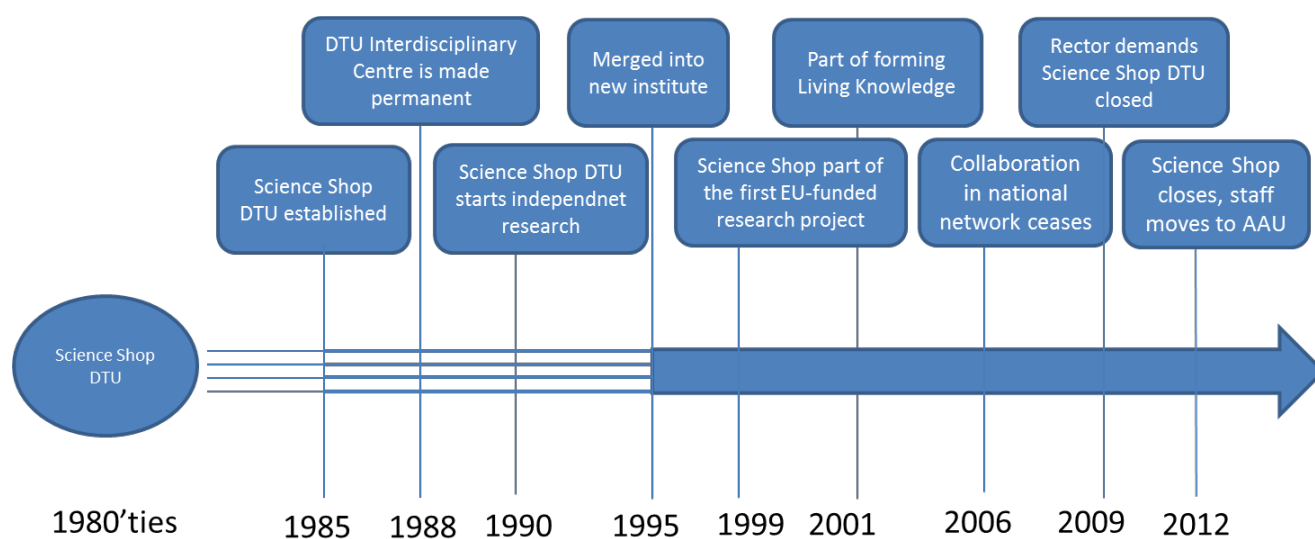 DTU Interdisciplinary
Centre is made
permanent
Merged into
new institute
Part of forming
Living Knowledge
Rector demands
Science Shop DTU
closed
Science Shop
DTU established
Science Shop DTU
starts independnet
research
Science Shop part of
the first EU-funded
research project
Collaboration
in national
network ceases
Science Shop
closes, staff
moves to AAU
Science Shop
DTU
1980'ties
1985
1988
1990
1995
1999
2001
2006
2009
2012